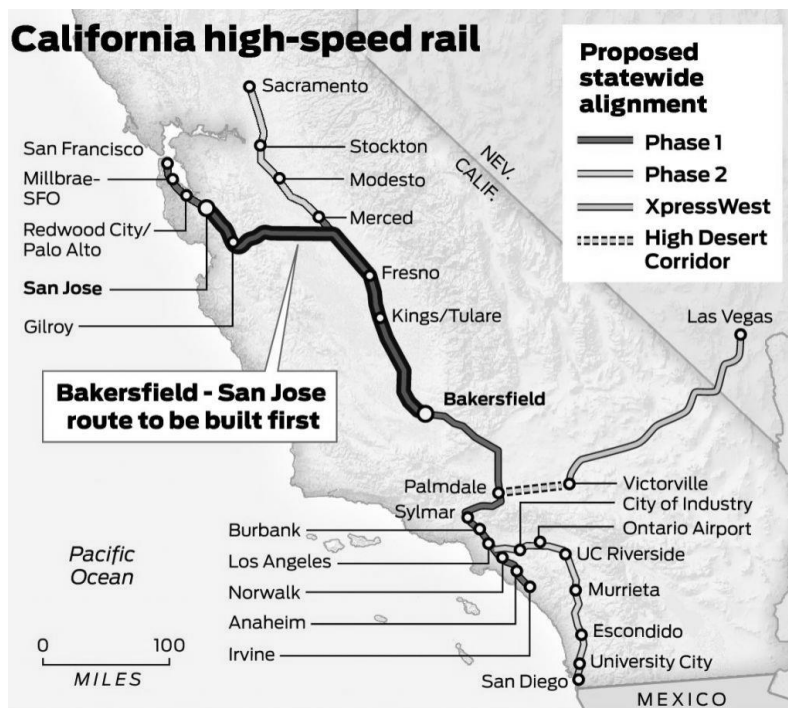 California high-speed rail
Proposed
statewide
alignment
Phase 1
Phase 2
XpressWest
High Desert
Corridor
NEV.
CALIF.
Sacramento
San Francisco
Stockton
Millbrae-
SFO
Modesto
Redwood City/
Palo Alto
Merced
San Jose
Fresno
Gilroy
Kings/Tulare
Las Vegas
Bakersfield - San Jose
route to be built first
Bakersfield
Palmdale
Victorville
Sylmar
City of Industry
Burbank
Ontario Airport
Los Angeles
UC Riverside
Norwalk
Murrieta
Anaheim
Escondido
Irvine
University City
San Diego
MEXICO
Pacific
Ocean
0 100
MILES